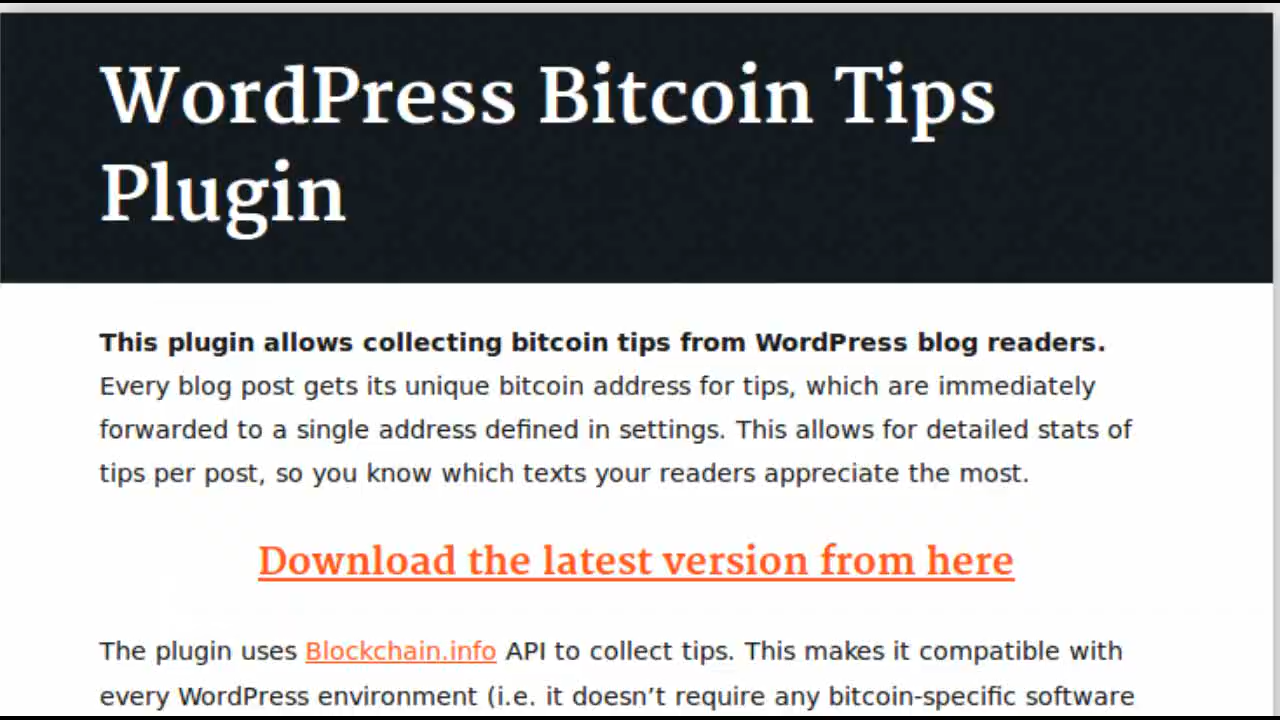 WordPress Bitcoin Tips
Plugin
This plugin allows collecting bitcoin tips from WordPress blog readers.
Every blog post gets its unique bitcoin address for tips, which are immediately
forwarded to a single address defined in settings. This allows for detailed stats of
tips per post, so you know which texts your readers appreciate the most.
Download the latest version from here
The plugin uses Blockchain.info API to collect tips. This makes it compatible with
every WordPress environment (i.e. it doesn’t require any bitcoin-specific software